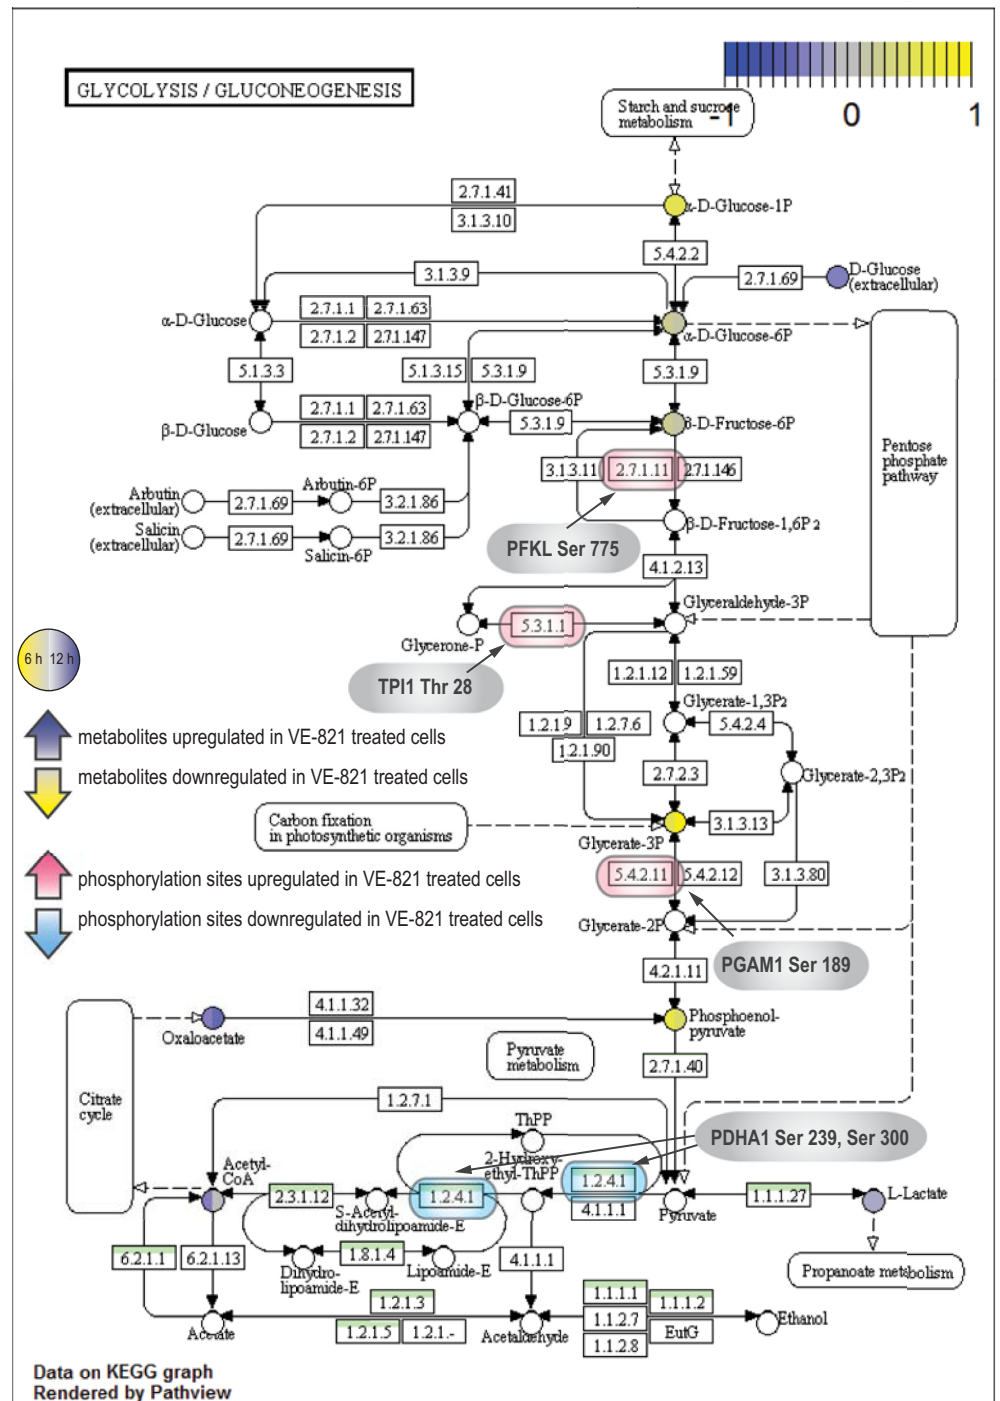 GLYCOLYSIS / GLUCONEOGENESIS
-1 0 1
Starch and sucrose
metabolism
2.7.1.41
3.1.3.10
α-D-Glucose-1P
5.4.2.2
3.1.3.9
2.7.1.69
D-Glucose
(extracellular)
2.7.1.1 2.7.1.63
α-D-Glucose
2.7.1.2 2.7.1.147
α-D-Glucose-6P
5.1.3.3
5.1.3.15 5.3.1.9
5.3.1.9
β-D-Glucose-6P
2.7.1.1 2.7.1.63
β-D-Glucose
2.7.1.2 2.7.1.147
5.3.1.9
β-D-Fructose-6P
Pentose
phosphate
pathway
3.1.3.11 2.7.1.11 2.7.1.146
Arbutin
(extracellular)
2.7.1.69
Arbutin-6P
3.2.1.86
Salicin
(extracellular)
2.7.1.69
Salicin-6P
3.2.1.86
β-D-Fructose-1,6P2
PFKL Ser 775
4.1.2.13
Glyceraldehyde-3P
5.3.1.1
Glycerone-P
TPI1 Thr 28
6 h 12 h
1.2.1.12 1.2.1.59
Glycerate-1,3P2
1.2.1.9 1.2.7.6
1.2.1.90
5.4.2.4
metabolites upregulated in VE-821 treated cells
metabolites downregulated in VE-821 treated cells
2.7.2.3
Glycerate-2,3P2
Carbon fixation
in photosynthetic organisms
3.1.3.13
Glycerate-3P
phosphorylation sites upregulated in VE-821 treated cells
phosphorylation sites downregulated in VE-821 treated cells
5.4.2.11 5.4.2.12
3.1.3.80
Glycerate-2P
PGAM1 Ser 189
4.2.1.11
4.1.1.32
4.1.1.49
Oxaloacetate
Phosphoenol-
pyruvate
Pyruvate
metabolism
2.7.1.40
Citrate
cycle
1.2.7.1
ThPP
PDHA1 Ser 239, Ser 300
2-Hydroxy-
ethyl-ThPP
Acetyl-
CoA
2.3.1.12
S-Acetyl-
dihydrolipoamide-E
1.2.4.1
1.2.4.1
4.1.1.1
Pyruvate
1.1.1.27
L-Lactate
6.2.1.1 6.2.1.13
1.8.1.4
Dihydro-
lipoamide-E
Lipoamide-E
4.1.1.1
Propanoate metabolism
1.2.1.3
1.2.1.5 1.2.1.-
Acetate
Acetaldehyde
1.1.1.1
1.1.2.7
1.1.2.8
1.1.1.2
EutG
Ethanol
Data on KEGG graph
Rendered by Pathview